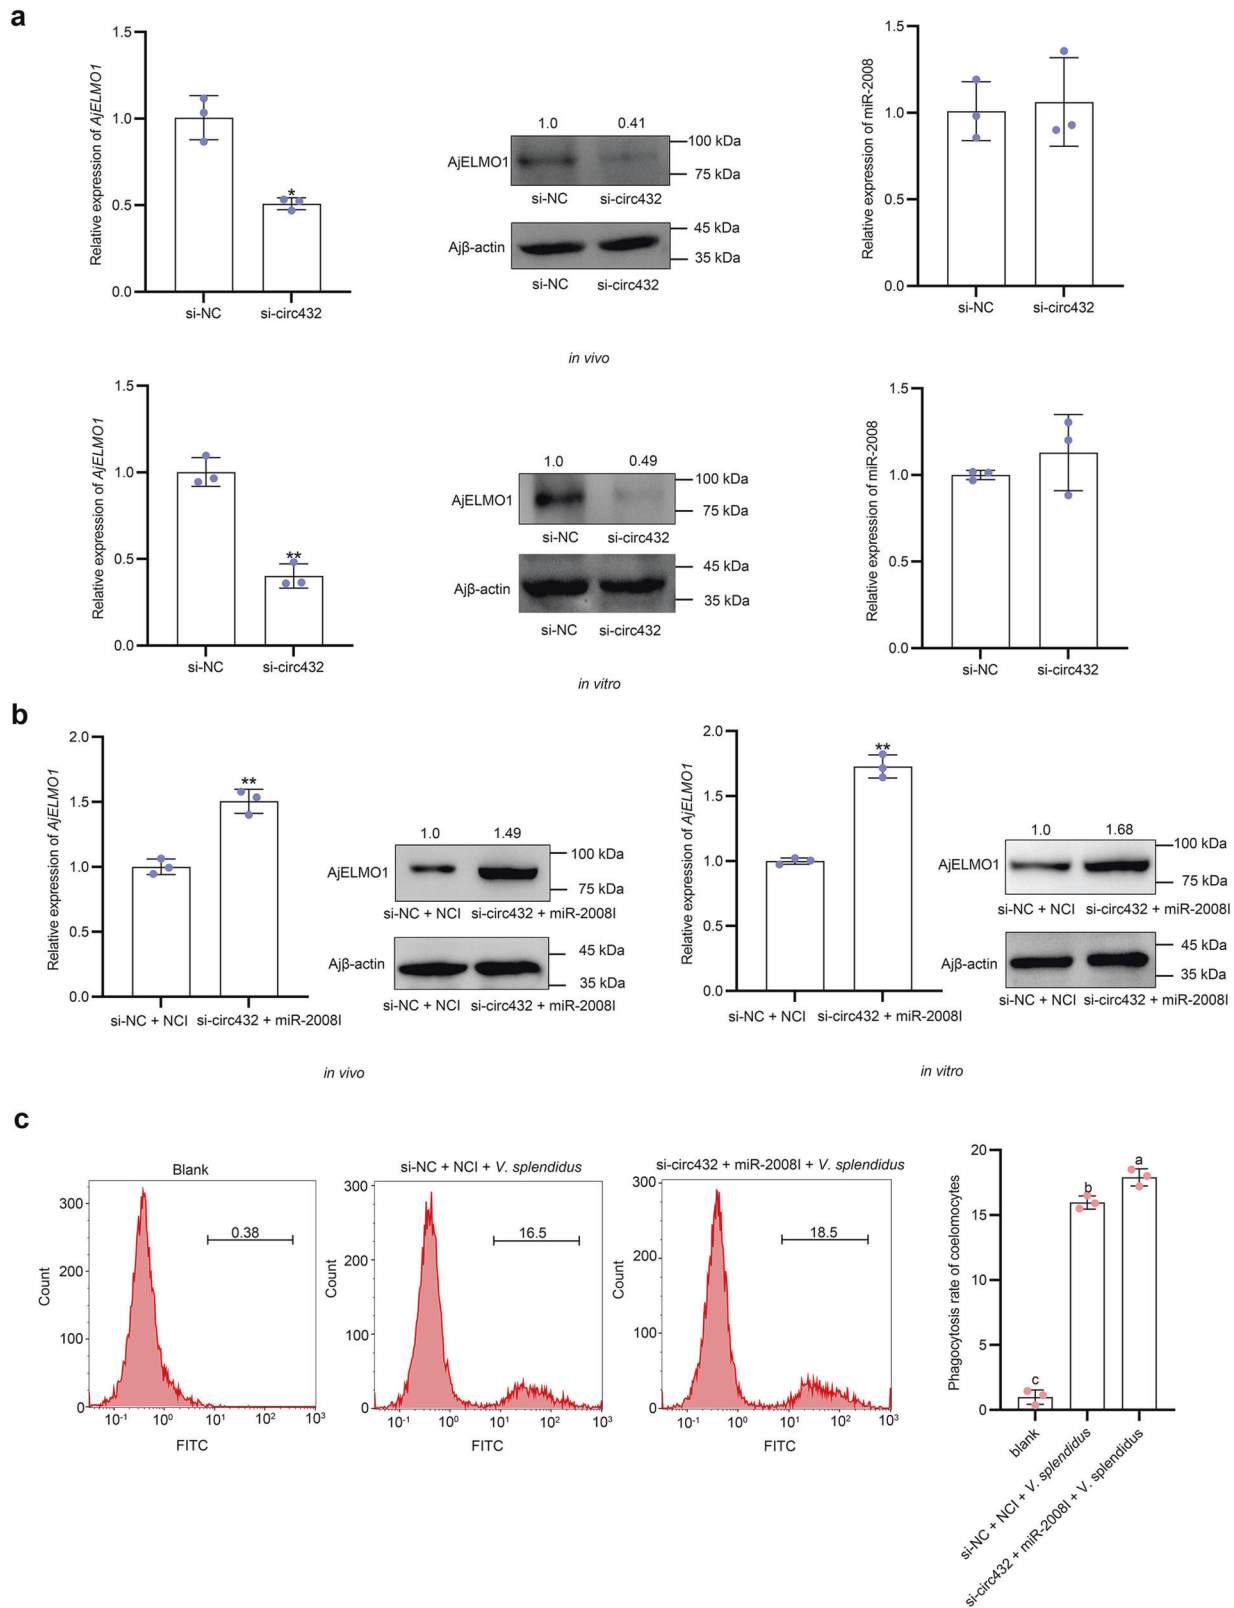 a
1.5
1.0
0.5
0.0
Relative expression of AjELMO1
*
si-NC si-circ432
1.0 0.41
AjELMO1
100 kDa
75 kDa
si-NC si-circ432
Ajβ-actin
45 kDa
35 kDa
si-NC si-circ432
1.5
1.0
0.5
0.0
Relative expression of miR-2008
si-NC si-circ432
in vivo
1.5
1.0
0.5
0.0
Relative expression of AjELMO1
**
si-NC si-circ432
1.0 0.49
AjELMO1
100 kDa
75 kDa
si-NC si-circ432
Ajβ-actin
45 kDa
35 kDa
si-NC si-circ432
1.5
1.0
0.5
0.0
Relative expression of miR-2008
si-NC si-circ432
in vitro
b
2.0
1.5
1.0
0.5
0.0
Relative expression of AjELMO1
**
si-NC + NCI si-circ432 + miR-2008I
1.0 1.49
AjELMO1
100 kDa
75 kDa
si-NC + NCI si-circ432 + miR-2008I
Ajβ-actin
45 kDa
35 kDa
si-NC + NCI si-circ432 + miR-2008I
in vivo
2.0
1.5
1.0
0.5
0.0
Relative expression of AjELMO1
**
si-NC + NCI si-circ432 + miR-2008I
1.0 1.68
AjELMO1
100 kDa
75 kDa
si-NC + NCI si-circ432 + miR-2008I
Ajβ-actin
45 kDa
35 kDa
si-NC + NCI si-circ432 + miR-2008I
in vitro
c
Blank
300
200
100
0
Count
0.38
10-1 100 101 102 103
FITC
si-NC + NCI + V. splendidus
300
200
100
0
Count
16.5
10-1 100 101 102 103
FITC
si-circ432 + miR-2008I + V. splendidus
300
200
100
0
Count
18.5
10-1 100 101 102 103
FITC
20
15
10
5
0
Phagocytosis rate of coelomocytes
c
b
a
blank
si-NC + NCI + V. splendidus
si-circ432 + miR-2008I + V. splendidus